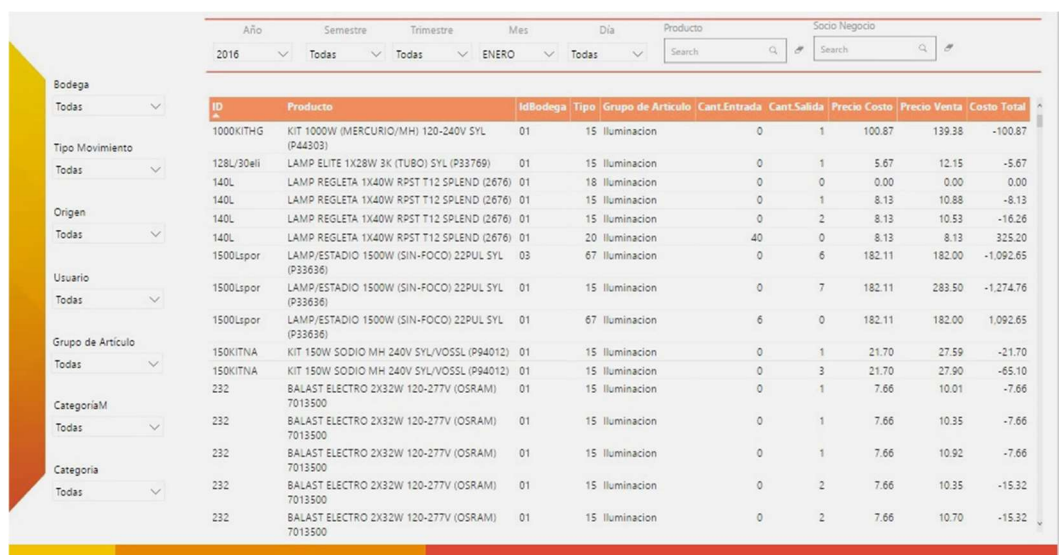 Año Semestre Trimestre Mes Día Producto Socio Negocio
2016 Todas Todas ENERO Todas Search Search
Bodega
Todas
Tipo Movimiento
Todas
Origen
Todas
Usuario
Todas
Grupo de Artículo
Todas
CategoríaM
Todas
Categoria
Todas
ID Producto IdBodega Tipo Grupo de Artículo Cant.Entrada Cant.Salida Precio Costo Precio Venta Costo Total
1000KITHG KIT 1000W (MERCURIO/MH) 120-240V SYL 01 15 Iluminacion 0 1 100.87 139.38 -100.87
(P44303)
128L/30eli LAMP ELITE 1X28W 3K (TUBO) SYL (P33769) 01 15 Iluminacion 0 1 5.67 12.15 -5.67
140L LAMP REGLETA 1X40W RPST T12 SPLEND (2676) 01 18 Iluminacion 0 0 0.00 0.00 0.00
140L LAMP REGLETA 1X40W RPST T12 SPLEND (2676) 01 15 Iluminacion 0 1 8.13 10.88 -8.13
140L LAMP REGLETA 1X40W RPST T12 SPLEND (2676) 01 15 Iluminacion 0 2 8.13 10.53 -16.26
140L LAMP REGLETA 1X40W RPST T12 SPLEND (2676) 01 20 Iluminacion 40 0 8.13 8.13 325.20
1500Lspor LAMP/ESTADIO 1500W (SIN-FOCO) 22PUL SYL 03 67 Iluminacion 0 6 182.11 182.00 -1,092.65
(P33636)
1500Lspor LAMP/ESTADIO 1500W (SIN-FOCO) 22PUL SYL 01 15 Iluminacion 0 7 182.11 283.50 -1,274.76
(P33636)
1500Lspor LAMP/ESTADIO 1500W (SIN-FOCO) 22PUL SYL 01 67 Iluminacion 6 0 182.11 182.00 1,092.65
(P33636)
150KITNA KIT 150W SODIO MH 240V SYL/VOSSL (P94012) 01 15 Iluminacion 0 1 21.70 27.59 -21.70
150KITNA KIT 150W SODIO MH 240V SYL/VOSSL (P94012) 01 15 Iluminacion 0 3 21.70 27.90 -65.10
232 BALAST ELECTRO 2X32W 120-277V (OSRAM) 01 15 Iluminacion 0 1 7.66 10.01 -7.66
7013500
232 BALAST ELECTRO 2X32W 120-277V (OSRAM) 01 15 Iluminacion 0 1 7.66 10.35 -7.66
7013500
232 BALAST ELECTRO 2X32W 120-277V (OSRAM) 01 15 Iluminacion 0 1 7.66 10.92 -7.66
7013500
232 BALAST ELECTRO 2X32W 120-277V (OSRAM) 01 15 Iluminacion 0 2 7.66 10.35 -15.32
7013500
232 BALAST ELECTRO 2X32W 120-277V (OSRAM) 01 15 Iluminacion 0 2 7.66 10.70 -15.32
7013500